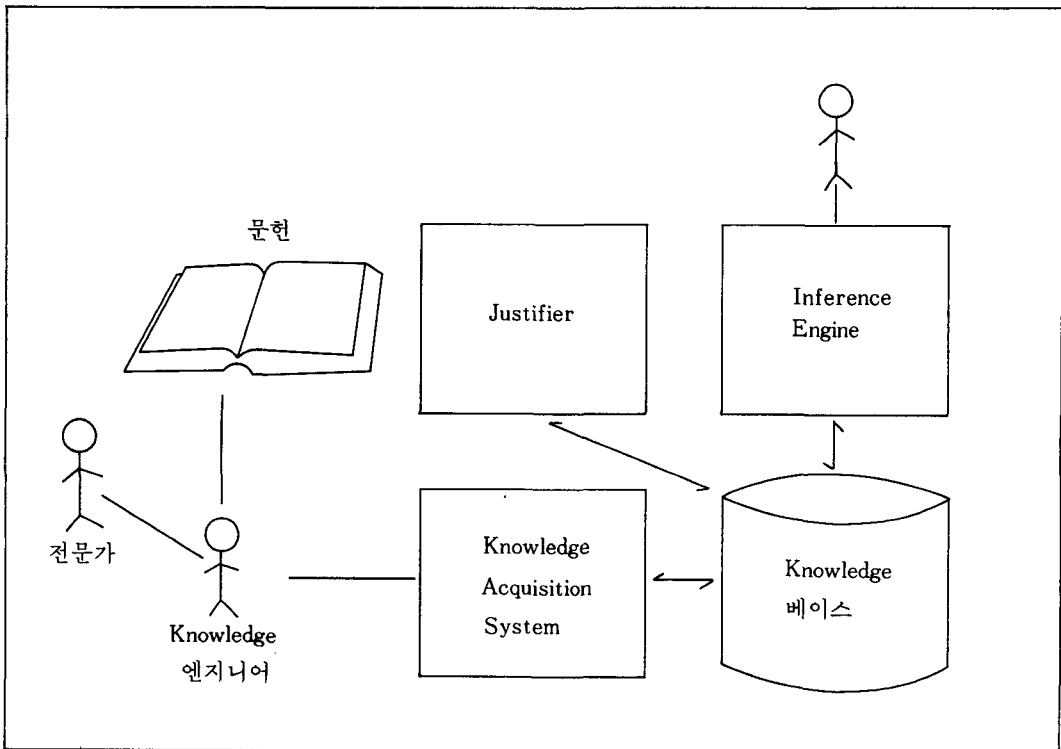 문헌
Justifier
Inference
Engine
전문가
Knowledge
엔지니어
Knowledge
Acquisition
System
Knowledge
베이스